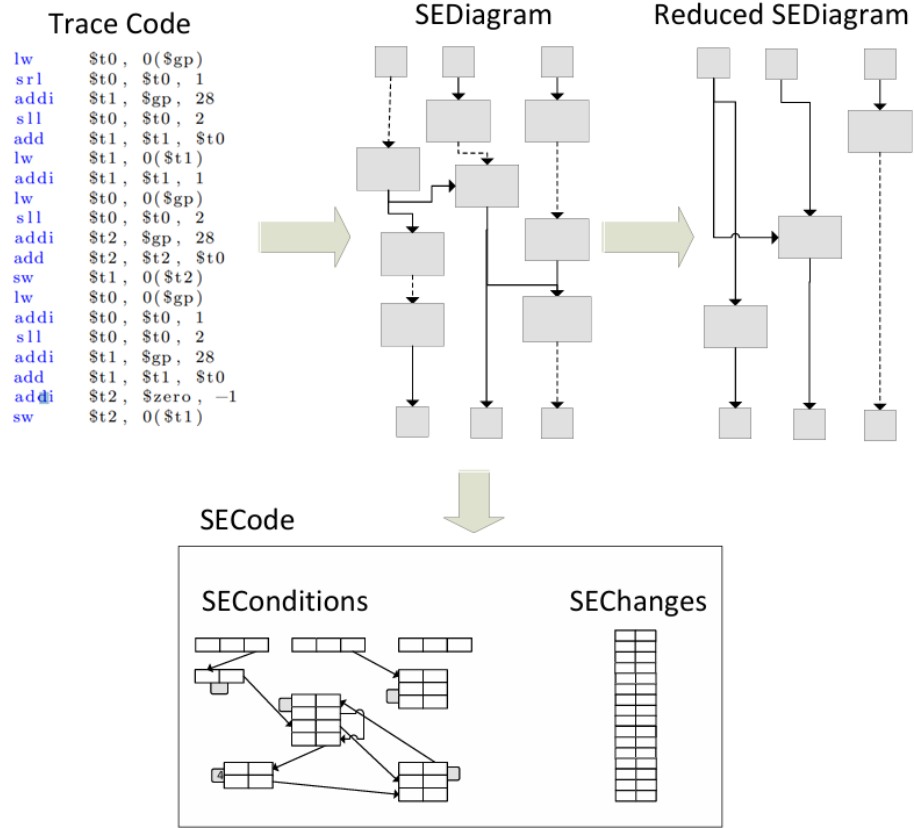 Trace Code
SEDiagram
Reduced SEDiagram
lw $t0, 0($gp)
srl $t0, $t0, 1
addi $t1, $gp, 28
sll $t0, $t0, 2
add $t1, $t1, $t0
lw $t1, 0($t1)
addi $t1, $t1, 1
lw $t0, 0($gp)
sll $t0, $t0, 2
addi $t2, $gp, 28
add $t2, $t2, $t0
sw $t1, 0($t2)
lw $t0, 0($gp)
addi $t0, $t0, 1
sll $t0, $t0, 2
addi $t1, $gp, 28
add $t1, $t1, $t0
addi $t2, $zero, −1
sw $t2, 0($t1)
SECode
SEConditions
SEChanges
4